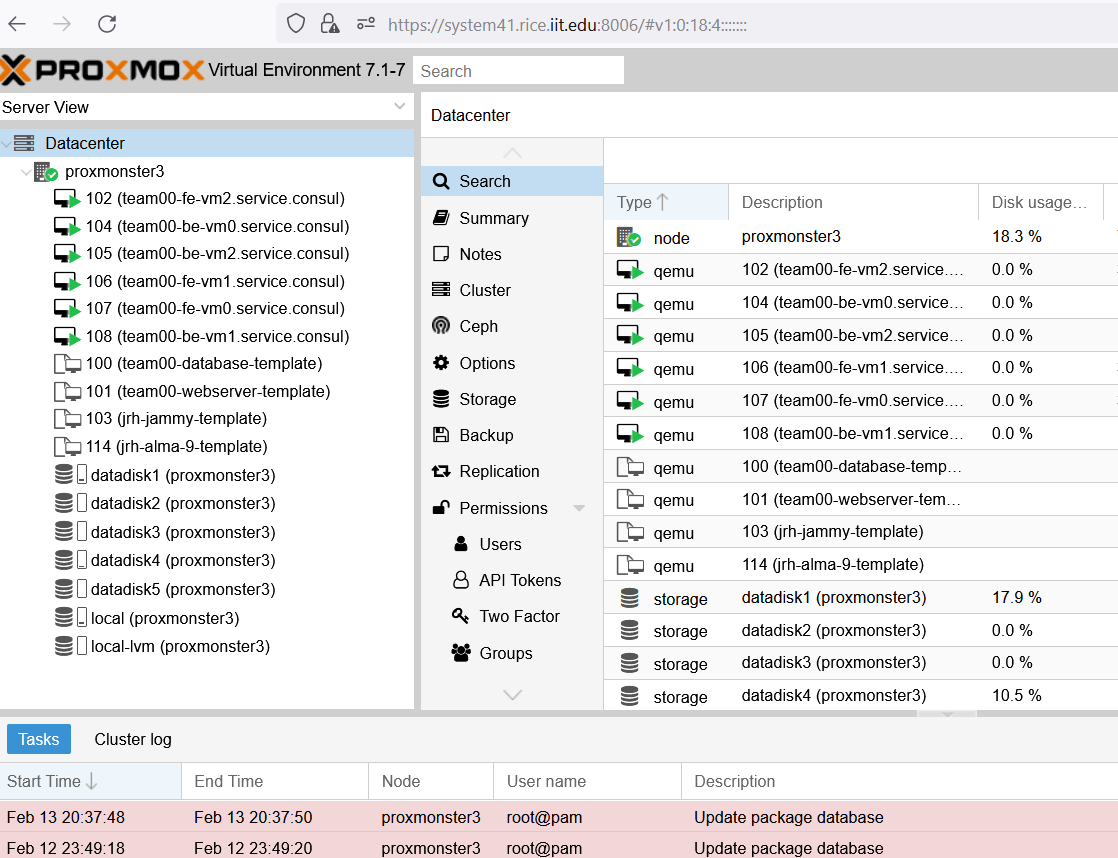 https://system41.rice.iit.edu:8006/#v1:0:18:4:::::::
PROXMOX Virtual Environment 7.1-7 Search
Server View
Datacenter
proxmonster3
102 (team00-fe-vm2.service.consul)
104 (team00-be-vm0.service.consul)
105 (team00-be-vm2.service.consul)
106 (team00-fe-vm1.service.consul)
107 (team00-fe-vm0.service.consul)
108 (team00-be-vm1.service.consul)
100 (team00-database-template)
101 (team00-webserver-template)
103 (jrh-jammy-template)
114 (jrh-alma-9-template)
datadisk1 (proxmonster3)
datadisk2 (proxmonster3)
datadisk3 (proxmonster3)
datadisk4 (proxmonster3)
datadisk5 (proxmonster3)
local (proxmonster3)
local-lvm (proxmonster3)
Datacenter
Search
Summary
Notes
Cluster
Ceph
Options
Storage
Backup
Replication
Permissions
Users
API Tokens
Two Factor
Groups
Type Description Disk usage...
node proxmonster3 18.3 %
qemu 102 (team00-fe-vm2.service.... 0.0 %
qemu 104 (team00-be-vm0.service... 0.0 %
qemu 105 (team00-be-vm2.service... 0.0 %
qemu 106 (team00-fe-vm1.service.... 0.0 %
qemu 107 (team00-fe-vm0.service.... 0.0 %
qemu 108 (team00-be-vm1.service... 0.0 %
qemu 100 (team00-database-temp...
qemu 101 (team00-webserver-tem...
qemu 103 (jrh-jammy-template)
qemu 114 (jrh-alma-9-template)
storage datadisk1 (proxmonster3) 17.9 %
storage datadisk2 (proxmonster3) 0.0 %
storage datadisk3 (proxmonster3) 0.0 %
storage datadisk4 (proxmonster3) 10.5 %
Tasks Cluster log
Start Time End Time Node User name Description
Feb 13 20:37:48 Feb 13 20:37:50 proxmonster3 root@pam Update package database
Feb 12 23:49:18 Feb 12 23:49:20 proxmonster3 root@pam Update package database